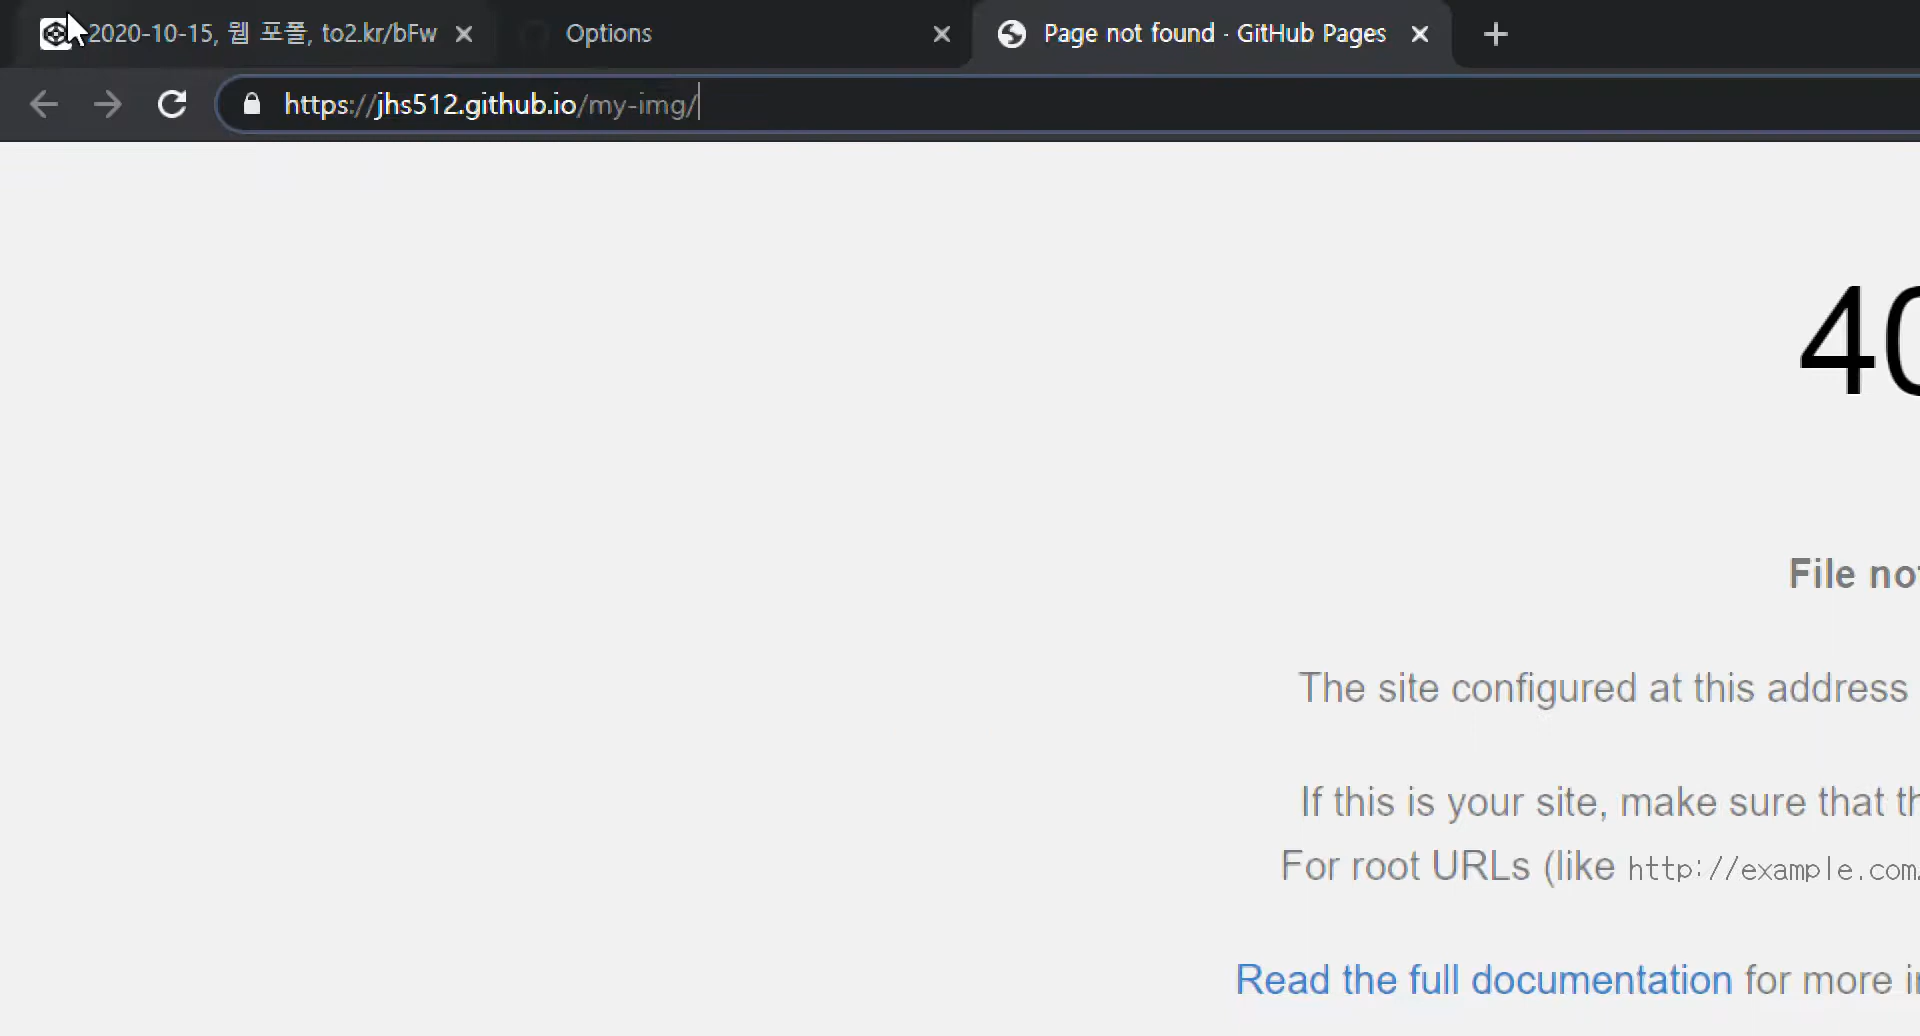 2020-10-15, 웹 포폴, to2.kr/bFw
Options
Page not found · GitHub Pages
https://jhs512.github.io/my-img/
40
File not
The site configured at this address
If this is your site, make sure that th
For root URLs (like http://example.com/
Read the full documentation for more in